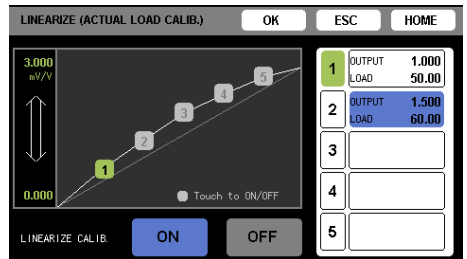 LINEARIZE (ACTUAL LOAD CALIB.) OK ESC HOME
3.000
mV/V
5
4
3
2
1
0.000
Touch to ON/OFF
LINEARIZE CALIB. ON OFF
1 OUTPUT 1.000
LOAD 50.00
2 OUTPUT 1.500
LOAD 60.00
3
4
5